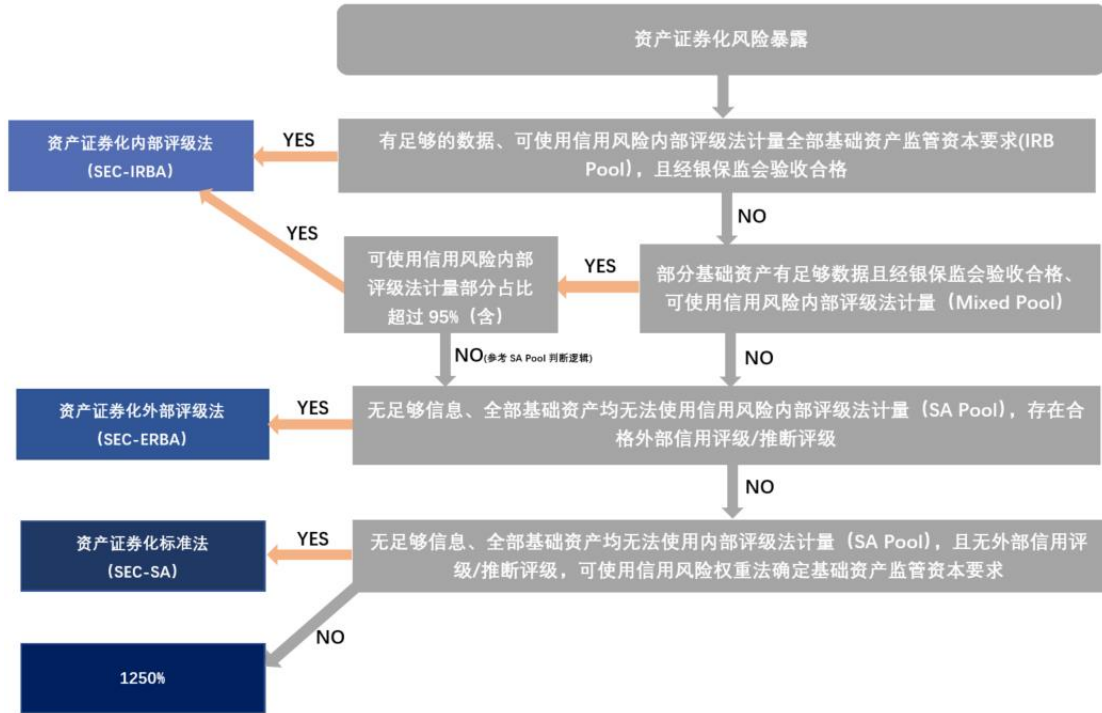 资产证券化风险暴露
资产证券化内部评级法
(SEC-IRBA)
YES
有足够的数据、可使用信用风险内部评级法计量全部基础资产监管资本要求(IRB
Pool)，且经银保监会验收合格
NO
YES
可使用信用风险内部
评级法计量部分占比
超过 95%（含）
YES
部分基础资产有足够数据且经银保监会验收合格、
可使用信用风险内部评级法计量（Mixed Pool）
NO(参考 SA Pool 判断逻辑)
NO
资产证券化外部评级法
(SEC-ERBA)
YES
无足够信息、全部基础资产均无法使用信用风险内部评级法计量（SA Pool），存在合
格外部信用评级/推断评级
NO
资产证券化标准法
(SEC-SA)
YES
无足够信息、全部基础资产均无法使用内部评级法计量（SA Pool），且无外部信用评
级/推断评级，可使用信用风险权重法确定基础资产监管资本要求
NO
1250%